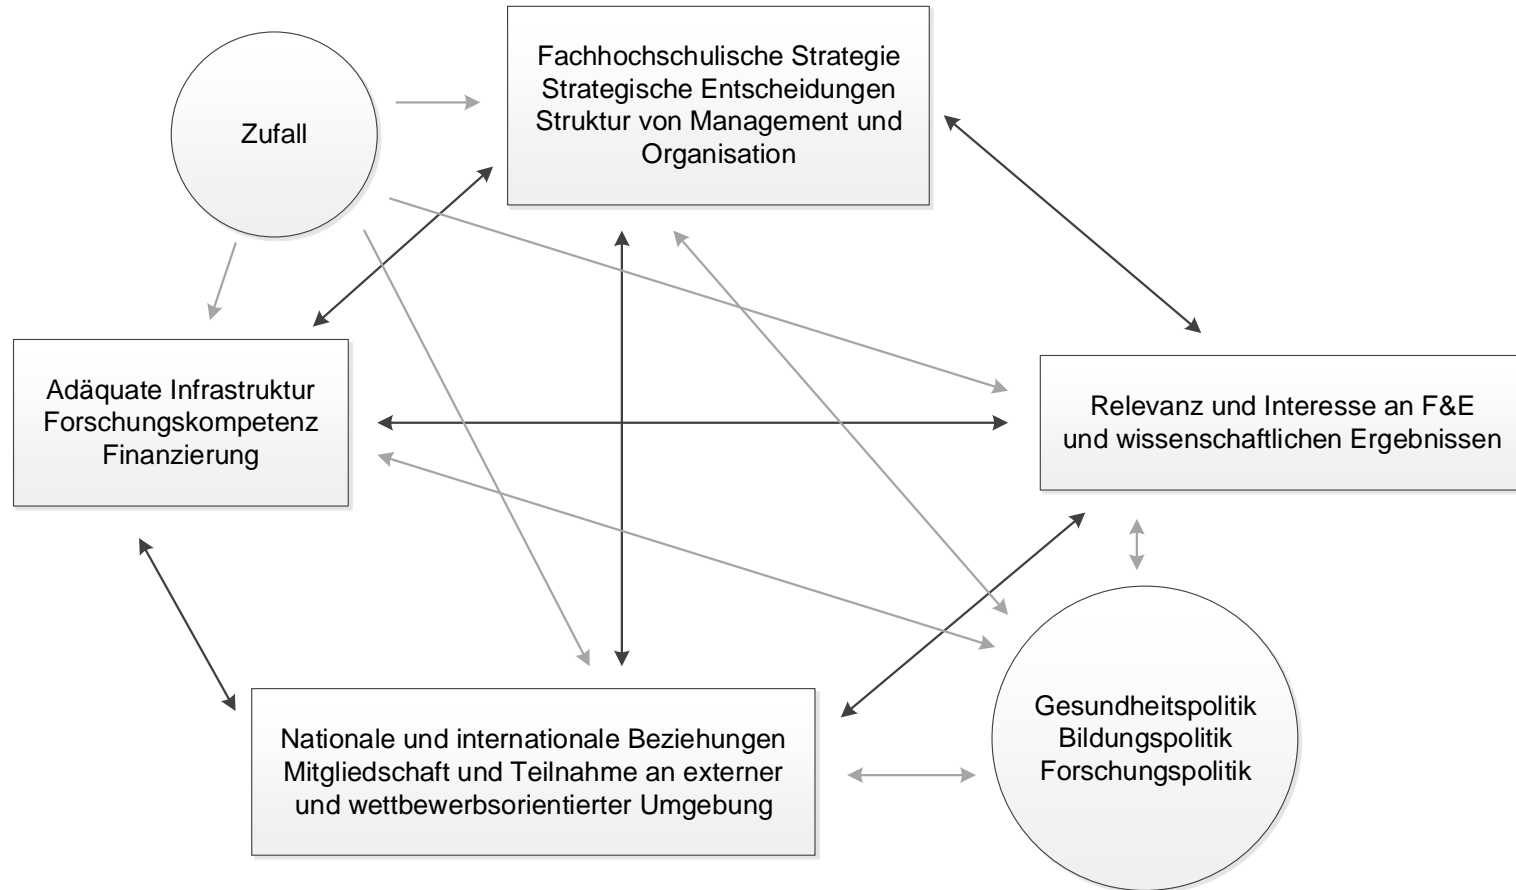 Zufall
Fachhochschulische Strategie
Strategische Entscheidungen
Struktur von Management und
Organisation
Adäquate Infrastruktur
Forschungskompetenz
Finanzierung
Relevanz und Interesse an F&E
und wissenschaftlichen Ergebnissen
Nationale und internationale Beziehungen
Mitgliedschaft und Teilnahme an externer
und wettbewerbsorientierter Umgebung
Gesundheitspolitik
Bildungspolitik
Forschungspolitik